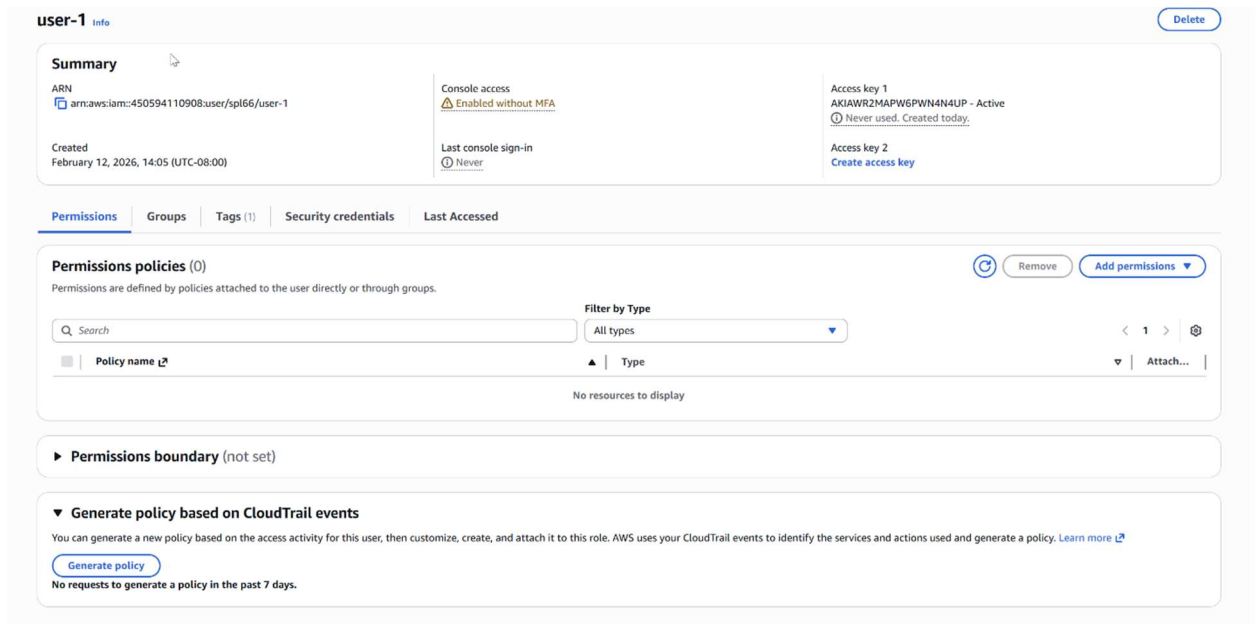 user-1 Info
Delete
Summary
ARN
arn:aws:iam::450594110908:user/spl66/user-1
Created
February 12, 2026, 14:05 (UTC-08:00)
Console access
Enabled without MFA
Last console sign-in
Never
Access key 1
AKIAWR2MAPW6PWN4N4UP - Active
Never used. Created today.
Access key 2
Create access key
Permissions
Groups
Tags (1)
Security credentials
Last Accessed
Permissions policies (0)
Remove
Add permissions
Permissions are defined by policies attached to the user directly or through groups.
Filter by Type
Search
All types
1
Policy name
Type
Attach...
No resources to display
Permissions boundary (not set)
Generate policy based on CloudTrail events
You can generate a new policy based on the access activity for this user, then customize, create, and attach it to this role. AWS uses your CloudTrail events to identify the services and actions used and generate a policy. Learn more
Generate policy
No requests to generate a policy in the past 7 days.